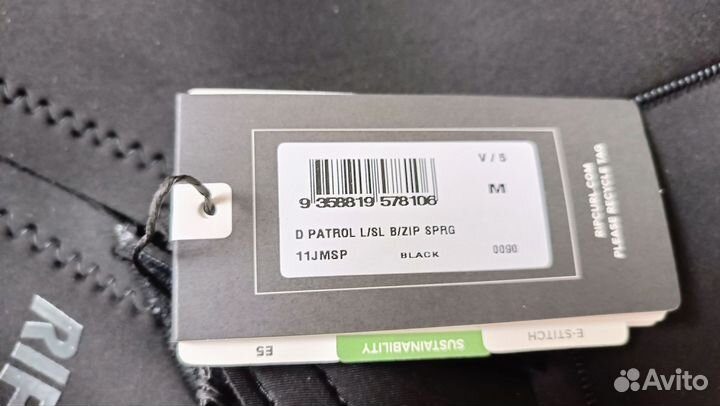 V / S
M
9 358819 578106
D PATROL L/SL B/ZIP SPRG
11JMSP BLACK 0090
RIPCURL.COM
PLEASE RECYCLE TAG
E5 SUSTAINABILITY E-STITCH
RIP
Avito